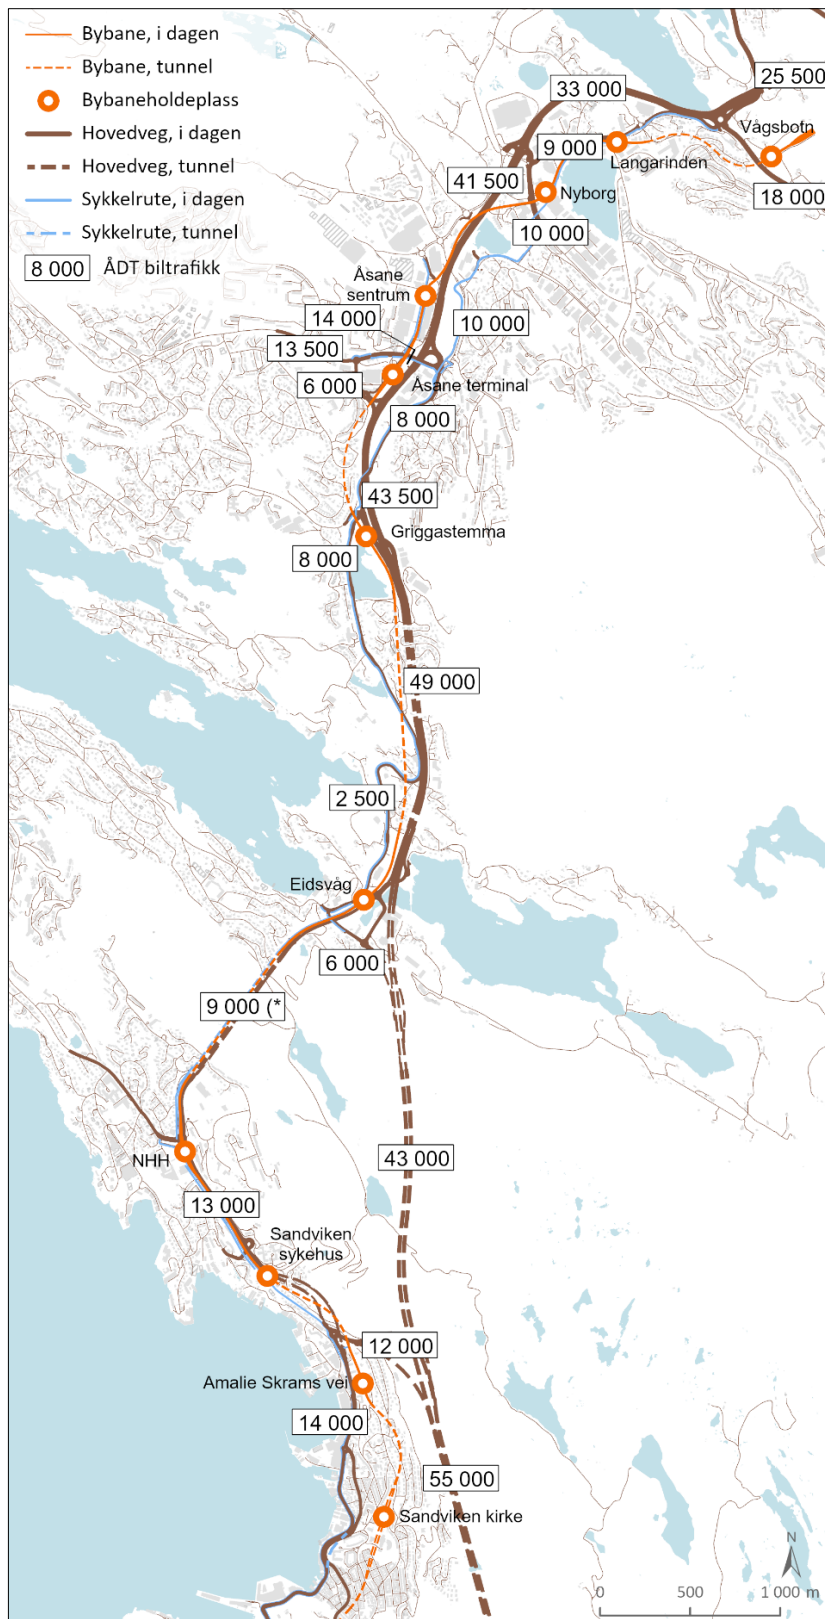 Bybane, i dagen
Bybane, tunnel
Bybaneholdeplass
Hovedveg, i dagen
Hovedveg, tunnel
Sykkelrute, i dagen
Sykkelrute, tunnel
8 000 ÅDT biltrafikk
33 000
25 500
Vågsbotn
9 000
Langarinden
41 500
Nyborg
18 000
10 000
Åsane
sentrum
14 000
10 000
13 500
6 000
Åsane terminal
8 000
43 500
Griggastemma
8 000
49 000
2 500
Eidsvåg
6 000
9 000 (*
43 000
NHH
13 000
Sandviken
sykehus
12 000
Amalie Skrams vei
14 000
55 000
Sandviken kirke
N
0 500 1 000 m